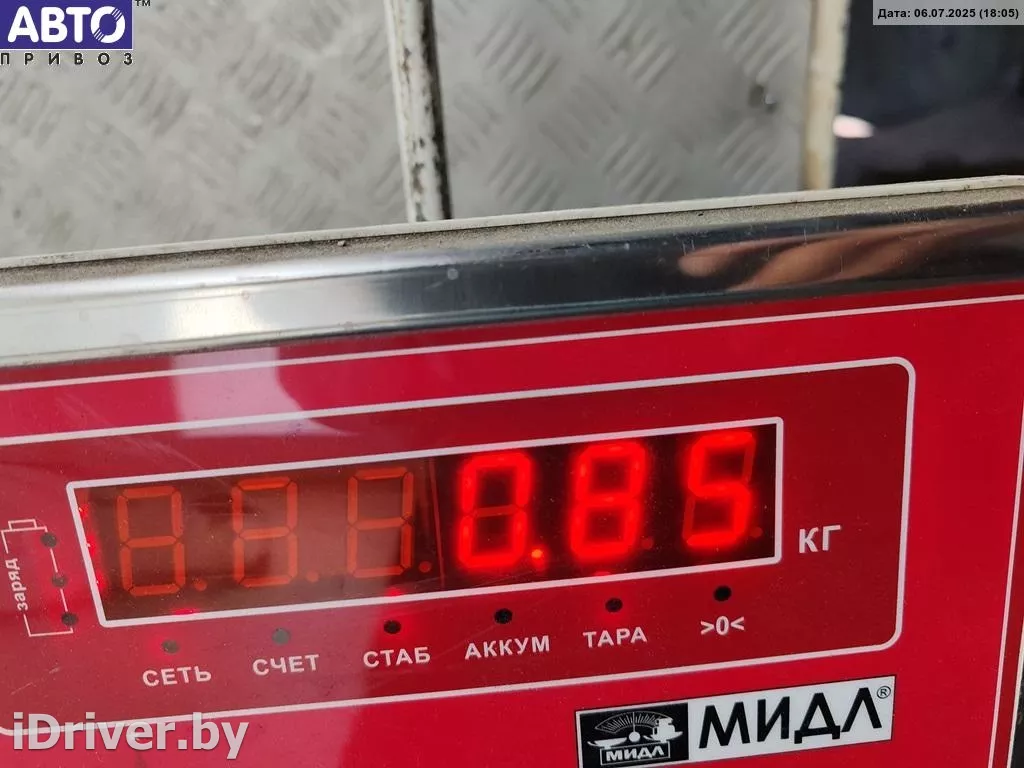 АВТО™
ПРИВОЗ
Дата: 06.07.2025 (18:05)
0.85
КГ
заряд
СЕТЬ СЧЕТ СТАБ АККУМ ТАРА >0<
МИДЛ МИДЛ®
iDriver.by